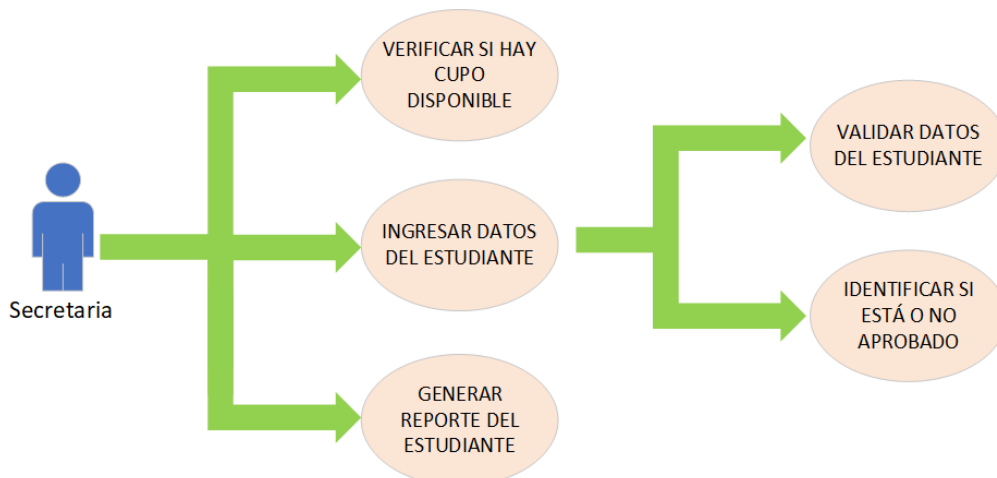 VERIFICAR SI HAY
CUPO
DISPONIBLE
VALIDAR DATOS
DEL ESTUDIANTE
INGRESAR DATOS
DEL ESTUDIANTE
Secretaria
IDENTIFICAR SI
ESTÁ O NO
APROBADO
GENERAR
REPORTE DEL
ESTUDIANTE